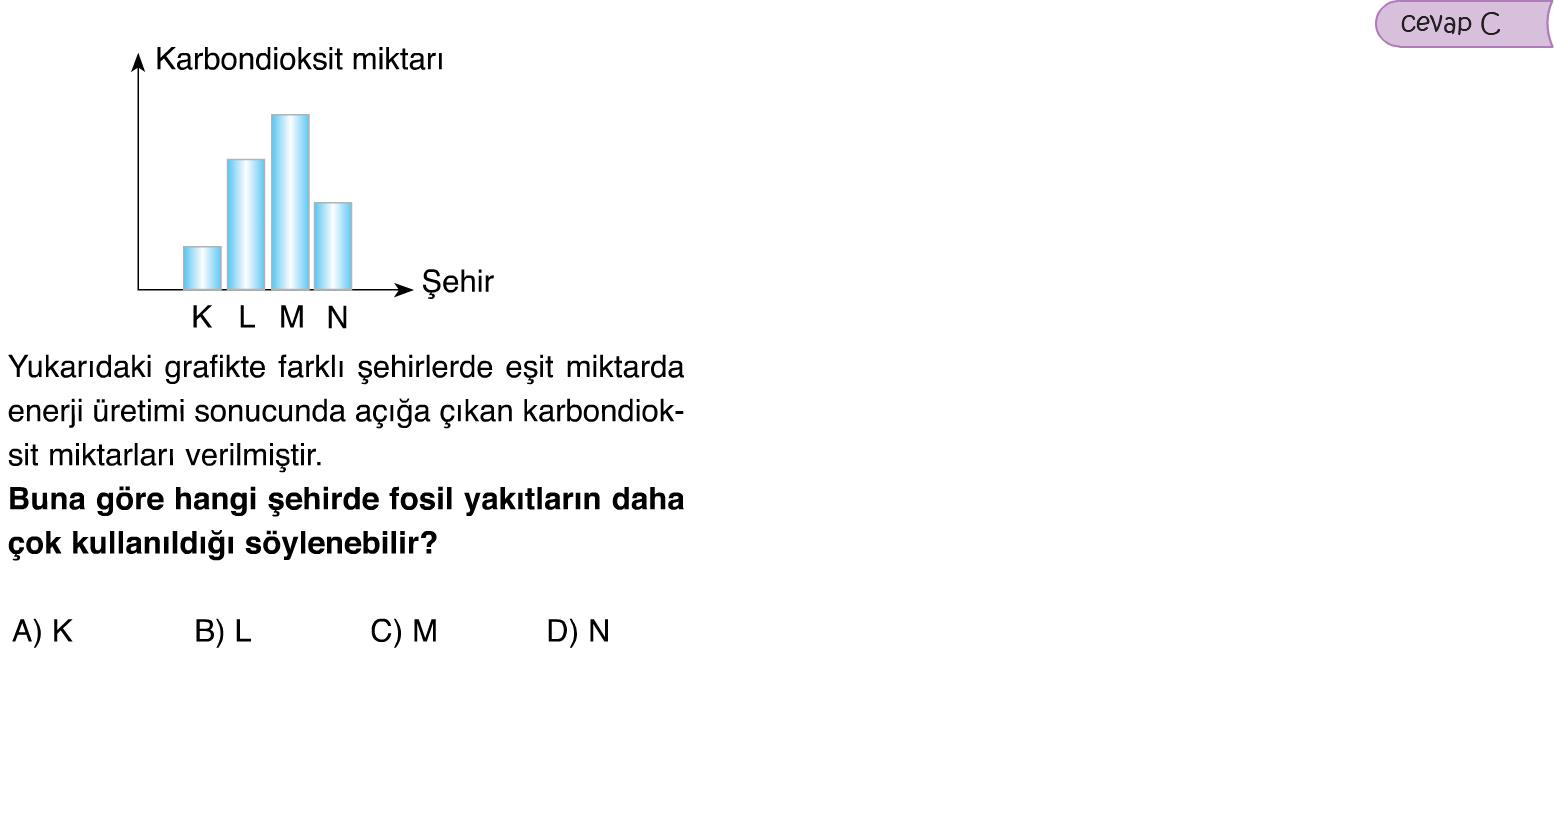 cevap C
Karbondioksit miktarı
Şehir
K L M N
Yukarıdaki grafikte farklı şehirlerde eşit miktarda
enerji üretimi sonucunda açığa çıkan karbondiok-
sit miktarları verilmiştir.
Buna göre hangi şehirde fosil yakıtların daha
çok kullanıldığı söylenebilir?
A) K B) L C) M D) N